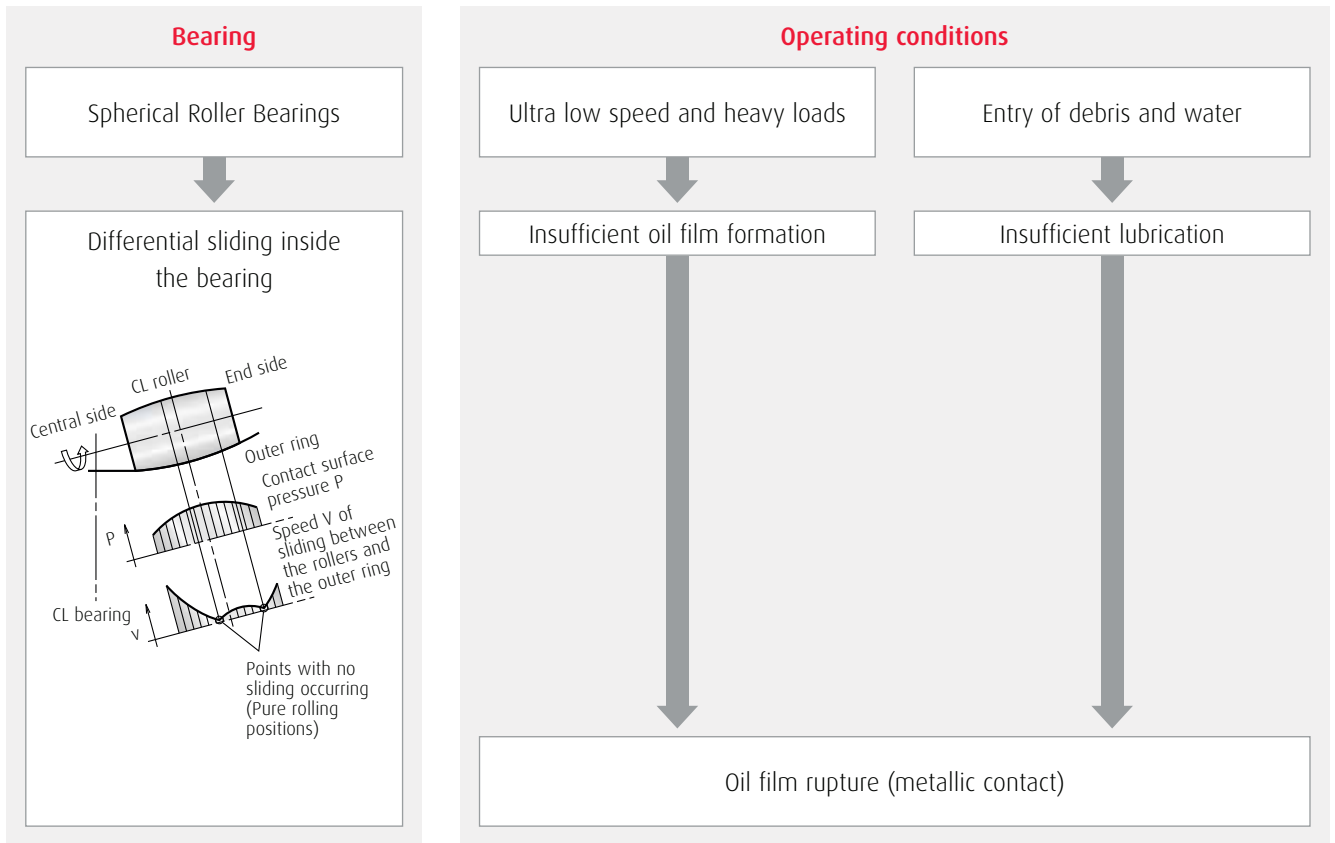 Bearing
Spherical Roller Bearings
Differential sliding inside
the bearing
CL roller
End side
Central side
Outer ring
Contact surface
pressure P
P
Speed V of
sliding between
the rollers and
the outer ring
CL bearing
V
Points with no
sliding occurring
(Pure rolling
positions)
Operating conditions
Ultra low speed and heavy loads
Entry of debris and water
Insufficient oil film formation
Insufficient lubrication
Oil film rupture (metallic contact)